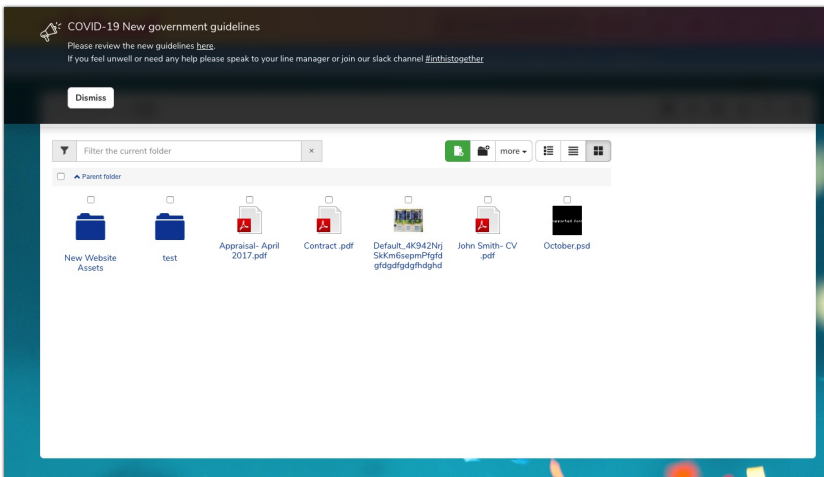 COVID-19 New government guidelines
Please review the new guidelines here.
If you feel unwell or need any help please speak to your line manager or join our slack channel #inthistogether
Dismiss
Filter the current folder
×
more
Parent folder
New Website
Assets
test
Appraisal- April
2017.pdf
Contract .pdf
Default_4K942Nrj
SkKm6sepmPfgfd
gfdgdfgdgfhdghd
John Smith- CV
.pdf
October.psd